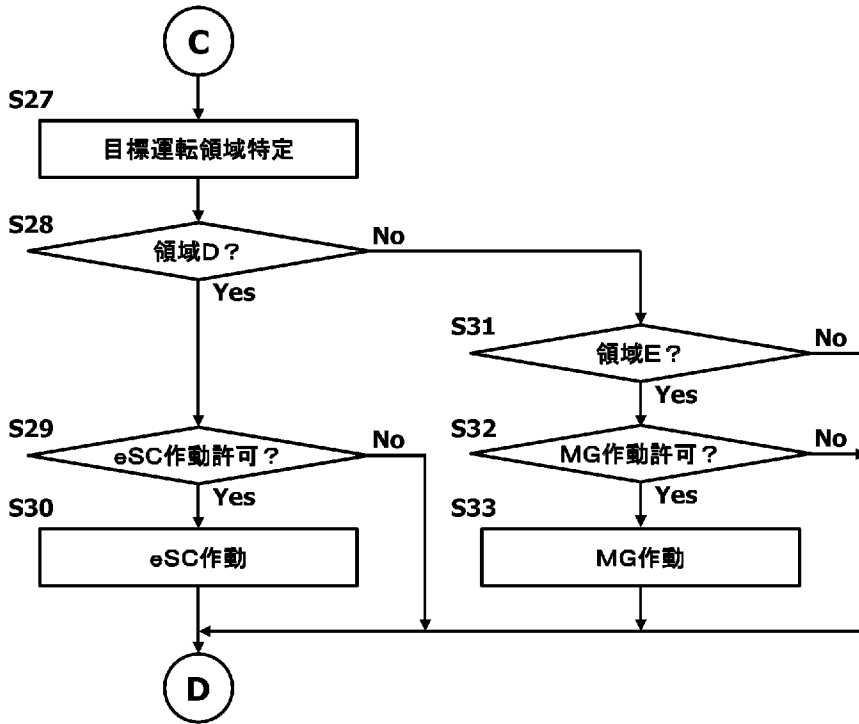 C
S27
目標運転領域特定
S28
領域D？
No
Yes
S31
領域E？
No
Yes
S29
eSC作動許可？
No
Yes
S32
MG作動許可？
No
Yes
S30
eSC作動
S33
MG作動
D